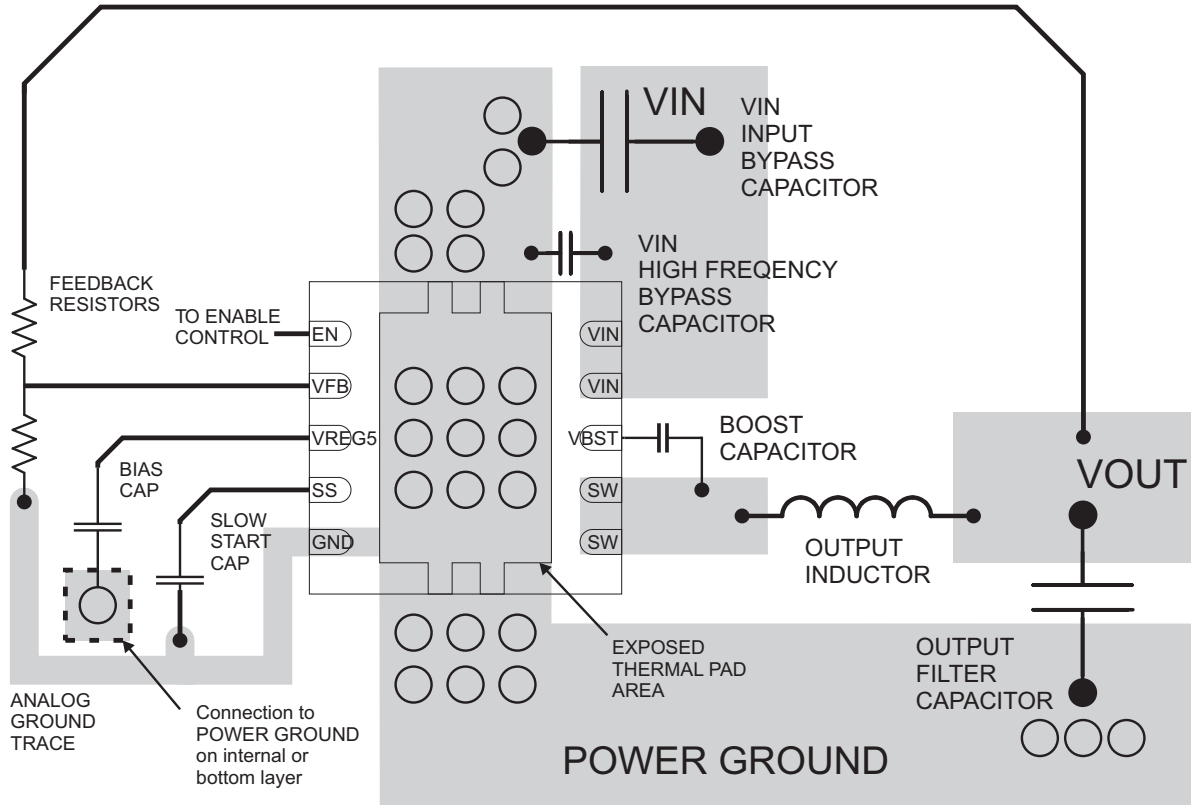 VIN
VIN
INPUT
BYPASS
CAPACITOR
VIN
HIGH FREQENCY
BYPASS
CAPACITOR
FEEDBACK
RESISTORS
TO ENABLE
CONTROL
EN
VFB
VREG5
SS
GND
VIN
VIN
VBST
SW
SW
BOOST
CAPACITOR
BIAS
CAP
SLOW
START
CAP
VOUT
OUTPUT
INDUCTOR
EXPOSED
THERMAL PAD
AREA
OUTPUT
FILTER
CAPACITOR
ANALOG
GROUND
TRACE
Connection to
POWER GROUND
on internal or
bottom layer
POWER GROUND